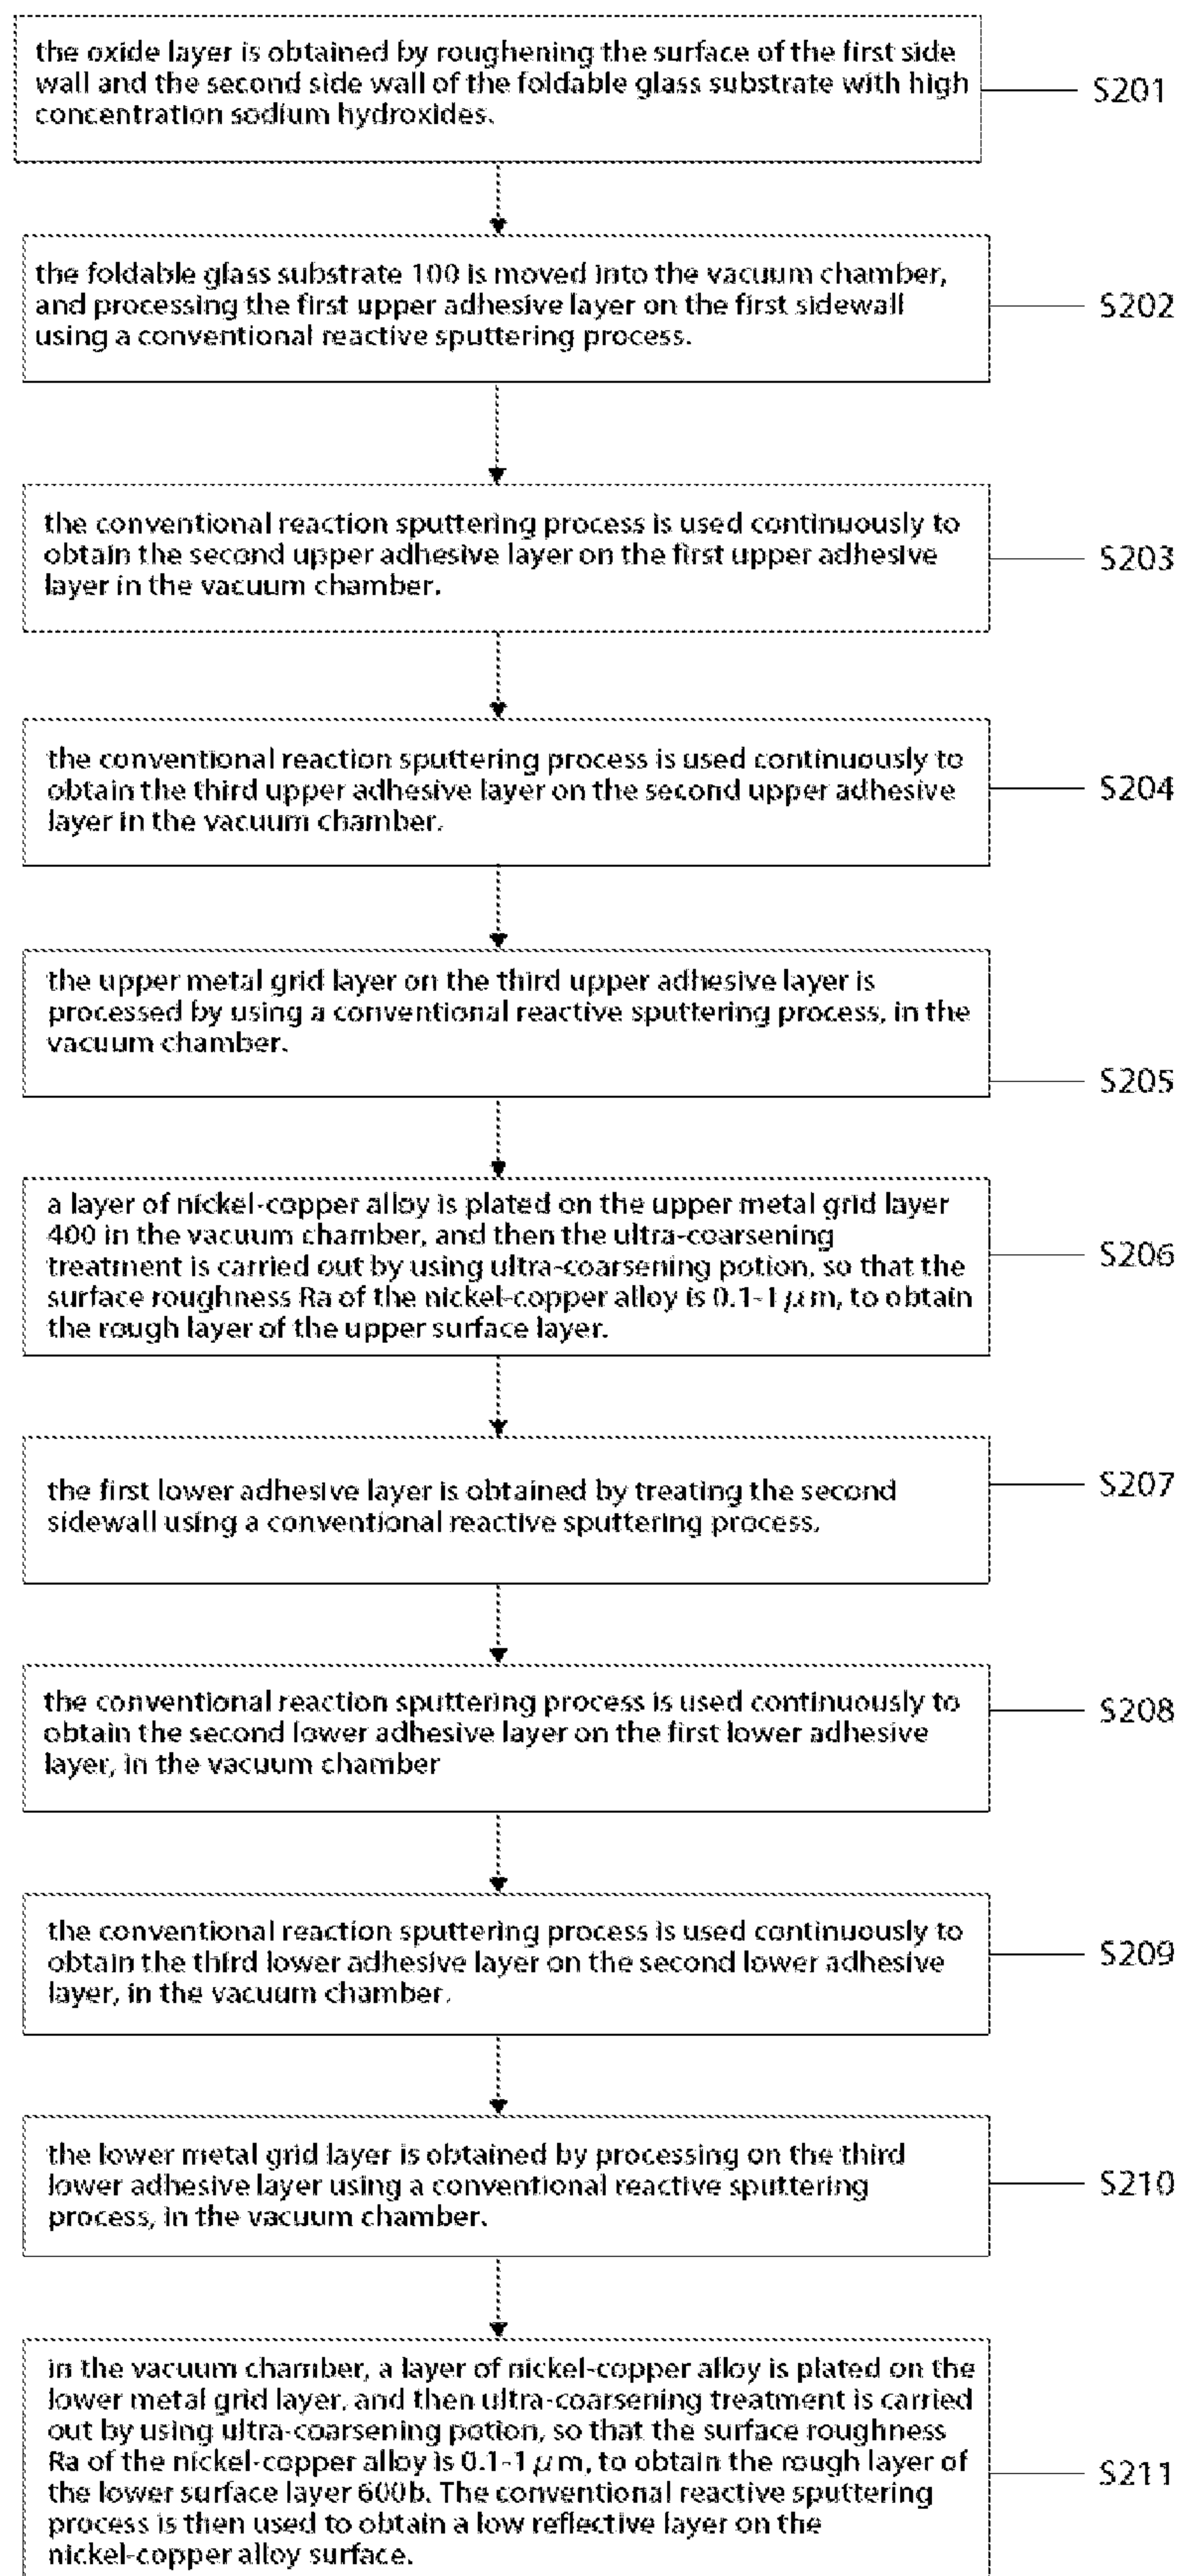 the oxide layer is obtained by roughening the surface of the first side
wall and the second side wall of the foldable glass substrate with high
concentration sodium hydroxides.
S201
the foldable glass substrate 100 is moved into the vacuum chamber,
and processing the first upper adhesive layer on the first sidewall
using a conventional reactive sputtering process.
S202
the conventional reaction sputtering process is used continuously to
obtain the second upper adhesive layer on the first upper adhesive
layer in the vacuum chamber.
S203
the conventional reaction sputtering process is used continuously to
obtain the third upper adhesive layer on the second upper adhesive
layer in the vacuum chamber.
S204
the upper metal grid layer on the third upper adhesive layer is
processed by using a conventional reactive sputtering process, in the
vacuum chamber.
S205
a layer of nickel-copper alloy is plated on the upper metal grid layer
400 in the vacuum chamber, and then the ultra-coarsening
treatment is carried out by using ultra-coarsening potion, so that the
surface roughness Ra of the nickel-copper alloy is 0.1-1 μm, to obtain
the rough layer of the upper surface layer.
S206
the first lower adhesive layer is obtained by treating the second
sidewall using a conventional reactive sputtering process.
S207
the conventional reaction sputtering process is used continuously to
obtain the second lower adhesive layer on the first lower adhesive
layer, in the vacuum chamber
S208
the conventional reaction sputtering process is used continuously to
obtain the third lower adhesive layer on the second lower adhesive
layer, in the vacuum chamber.
S209
the lower metal grid layer is obtained by processing on the third
lower adhesive layer using a conventional reactive sputtering
process, in the vacuum chamber.
S210
in the vacuum chamber, a layer of nickel-copper alloy is plated on the
lower metal grid layer, and then ultra-coarsening treatment is carried
out by using ultra-coarsening potion, so that the surface roughness
Ra of the nickel-copper alloy is 0.1-1 μm, to obtain the rough layer of
the lower surface layer 600b. The conventional reactive sputtering
process is then used to obtain a low reflective layer on the
nickel-copper alloy surface.
S211